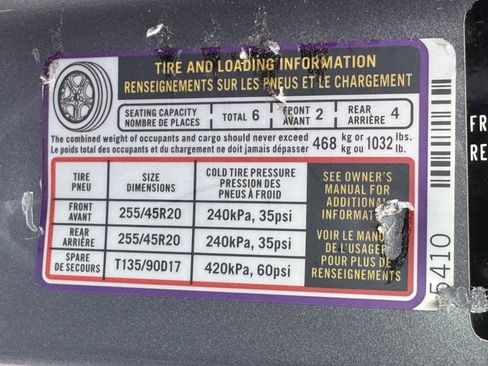 TIRE AND LOADING INFORMATION
RENSEIGNEMENTS SUR LES PNEUS ET LE CHARGEMENT
SEATING CAPACITY
NOMBRE DE PLACES
TOTAL 6
FRONT
AVANT 2
REAR
ARRIÈRE 4
The combined weight of occupants and cargo should never exceed 468 kg or 1032 lbs.
Le poids total des occupants et du chargement ne doit jamais dépasser kg ou lb.
TIRE
PNEU
SIZE
DIMENSIONS
COLD TIRE PRESSURE
PRESSION DES
PNEUS À FROID
FRONT
AVANT
255/45R20
240kPa, 35psi
REAR
ARRIÈRE
255/45R20
240kPa, 35psi
SPARE
DE SECOURS
T135/90D17
420kPa, 60psi
SEE OWNER'S
MANUAL FOR
ADDITIONAL
INFORMAT
VOIR LE MAN
DE L'USAGE
POUR PLUS DE
RENSEIGNEMENTS
5410
FR
RE